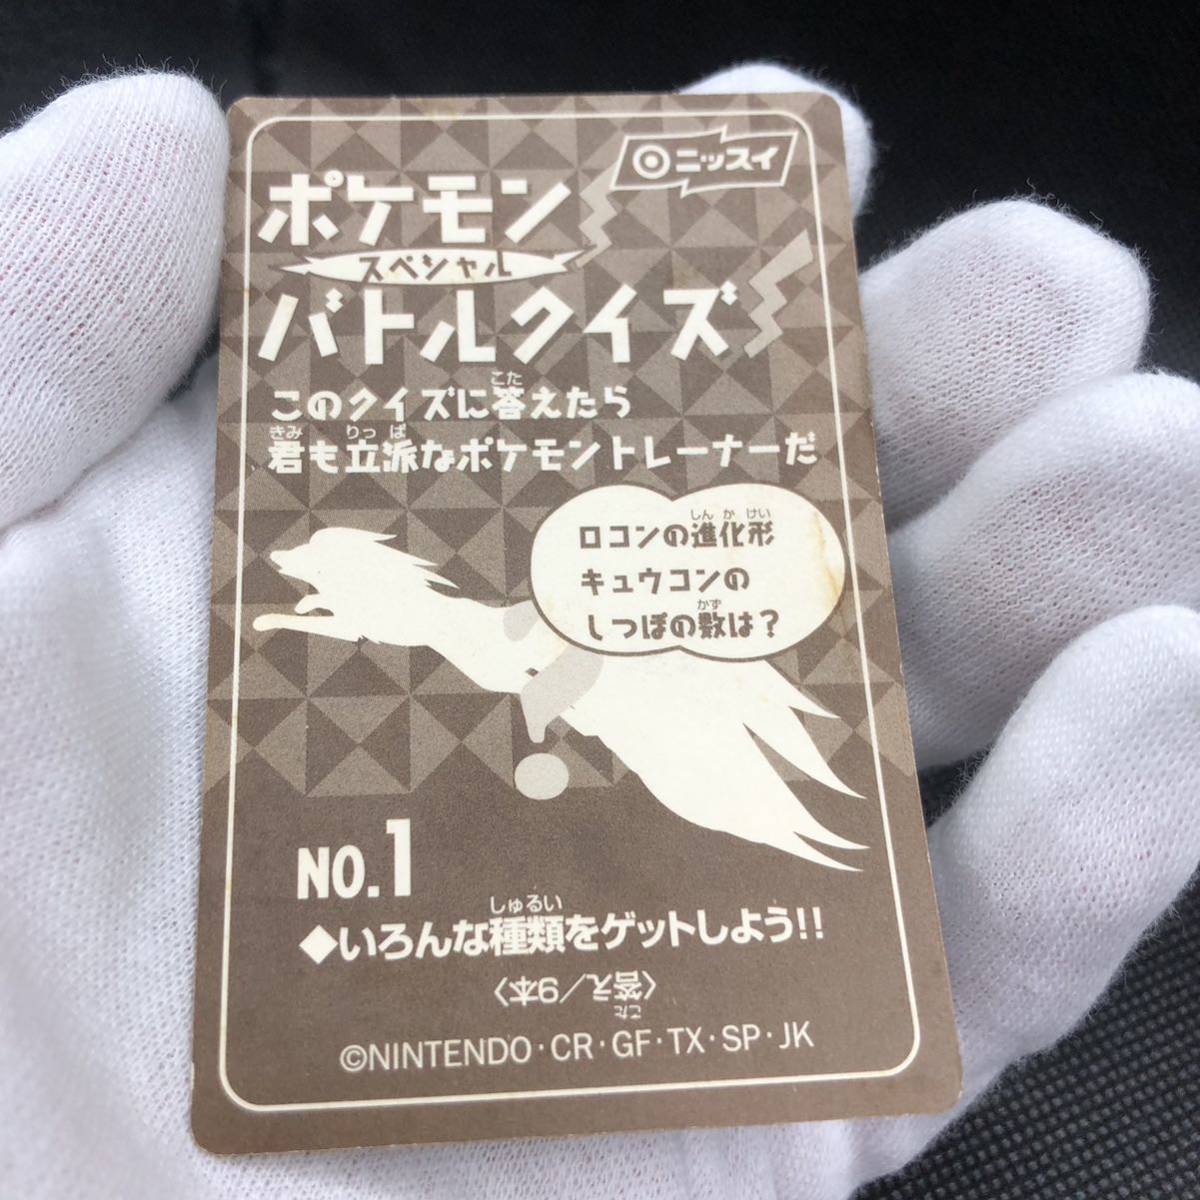 ニッスイ
ポケモン
スペシャル
バトルクイズ
このクイズに答えたら
君も立派なポケモントレーナーだ
ロコンの進化形
キュウコンの
しっぽの数は?
NO.1
◆いろんな種類をゲットしよう!!
〈答え/9本〉
©NINTENDO・CR・GF・TX・SP・JK